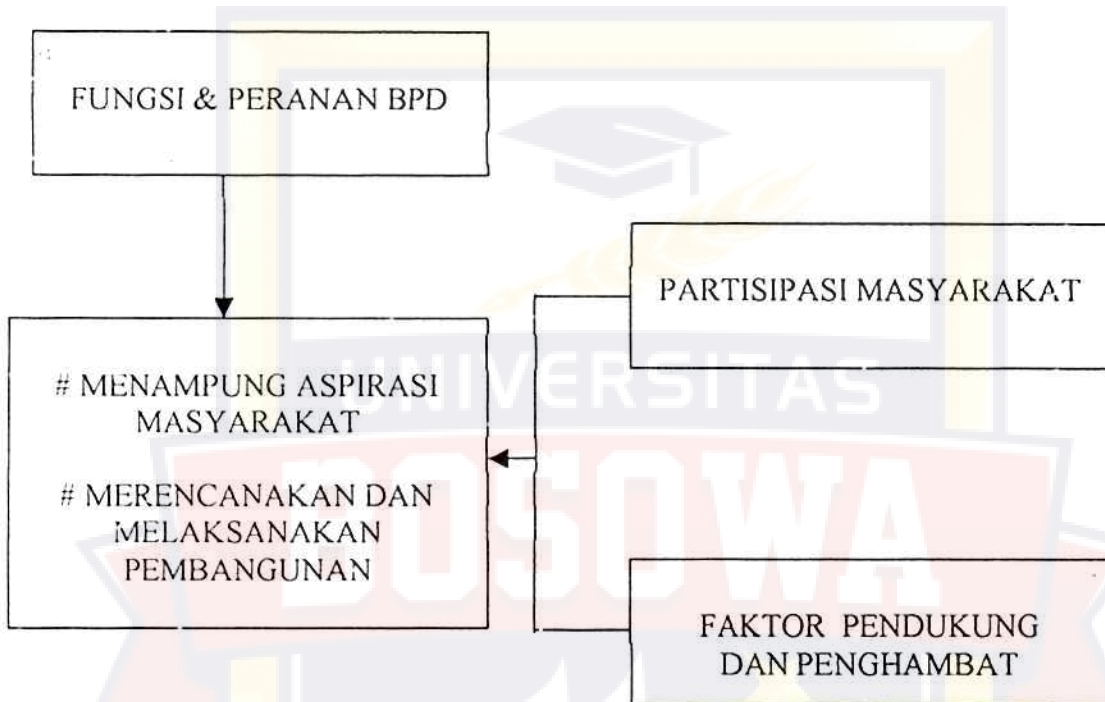 FUNGSI & PERANAN BPD
PARTISIPASI MASYARAKAT
# MENAMPUNG ASPIRASI
MASYARAKAT
# MERENCANAKAN DAN
MELAKSANAKAN
PEMBANGUNAN
FAKTOR PENDUKUNG
DAN PENGHAMBAT
UNIVERSITAS
BOSOWA